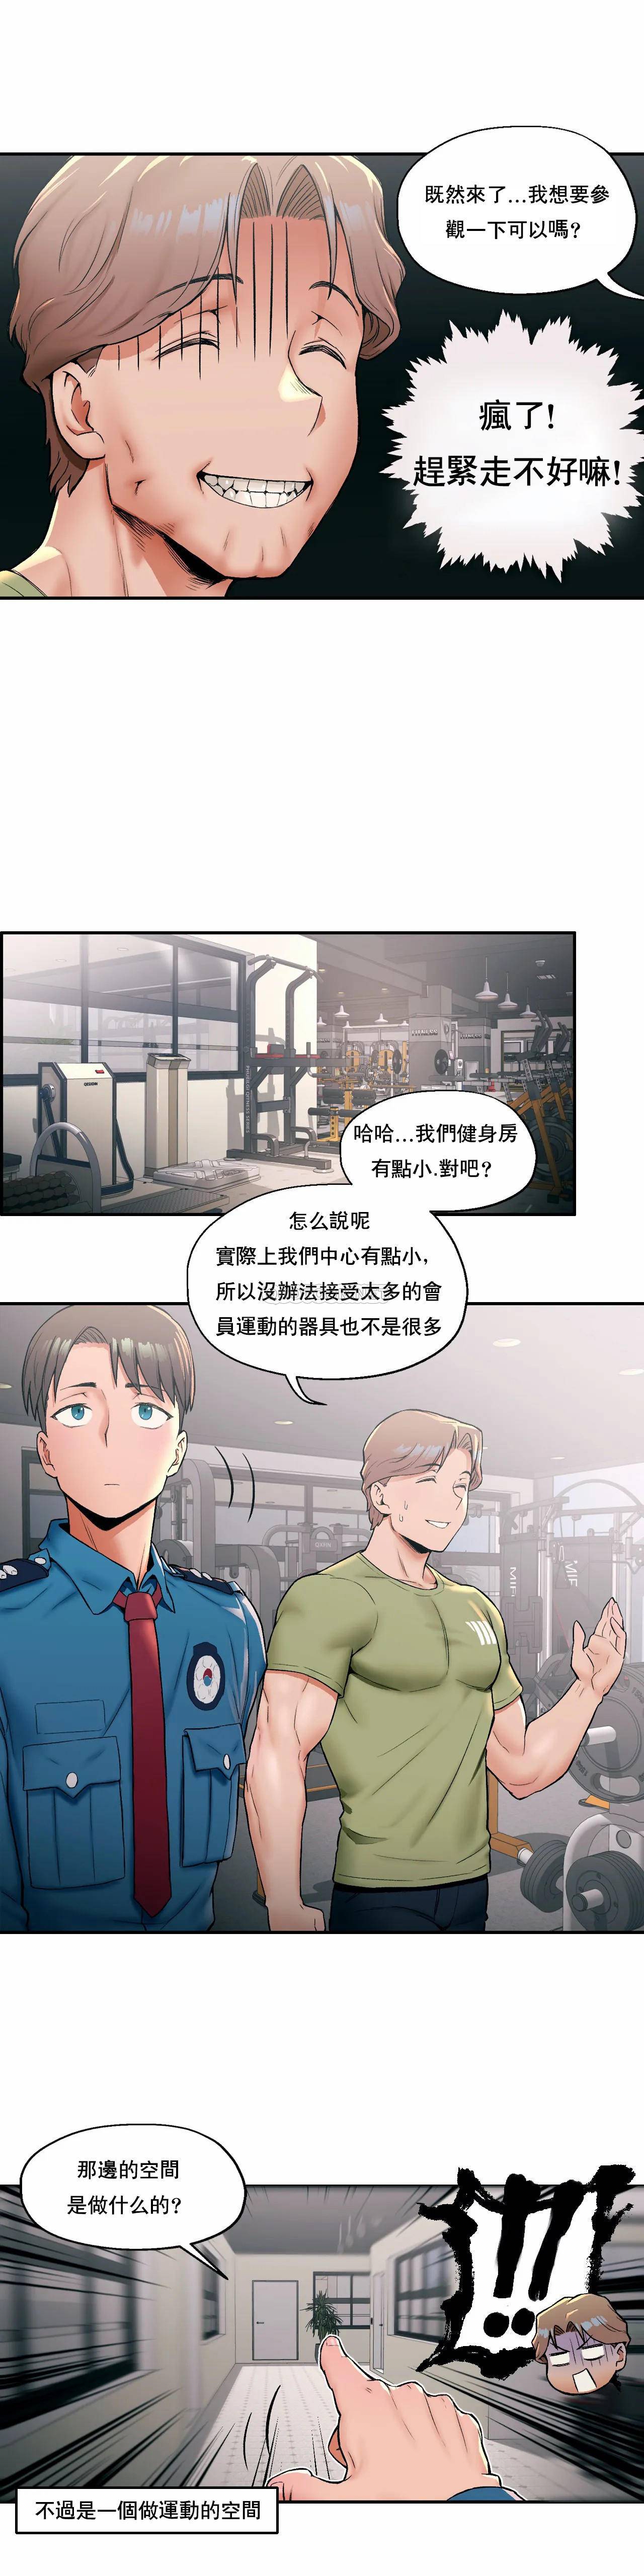 既然來了...我想要參
觀一下可以嗎?
瘋了!
趕緊走不好嘛!
哈哈...我們健身房
有點小.對吧?
怎么說呢
實際上我們中心有點小,
所以沒辦法接受太多的會
員運動的器具也不是很多
那邊的空間
是做什么的?
!!!
不過是一個做運動的空間